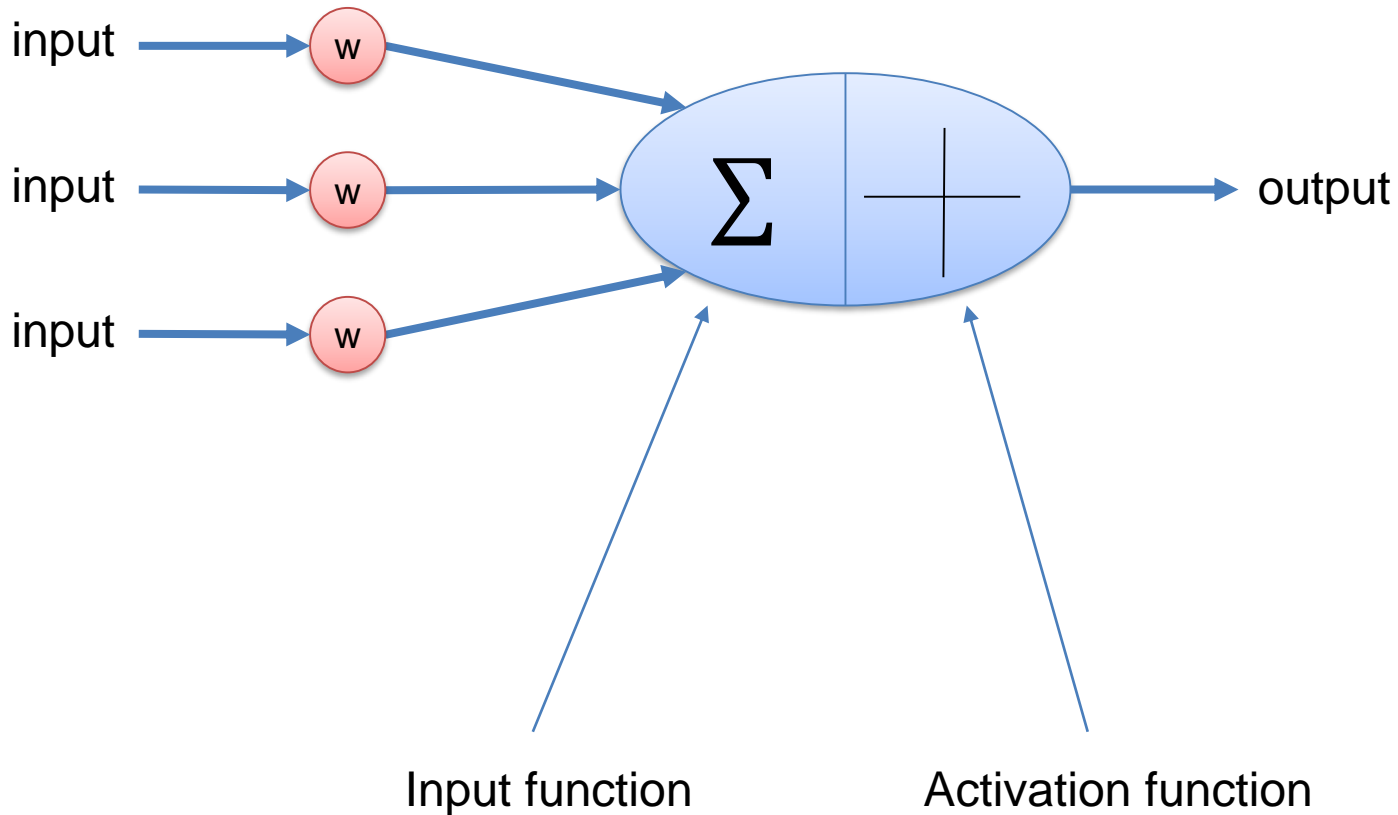 input
w
input
w
∑
output
input
w
Input function
Activation function